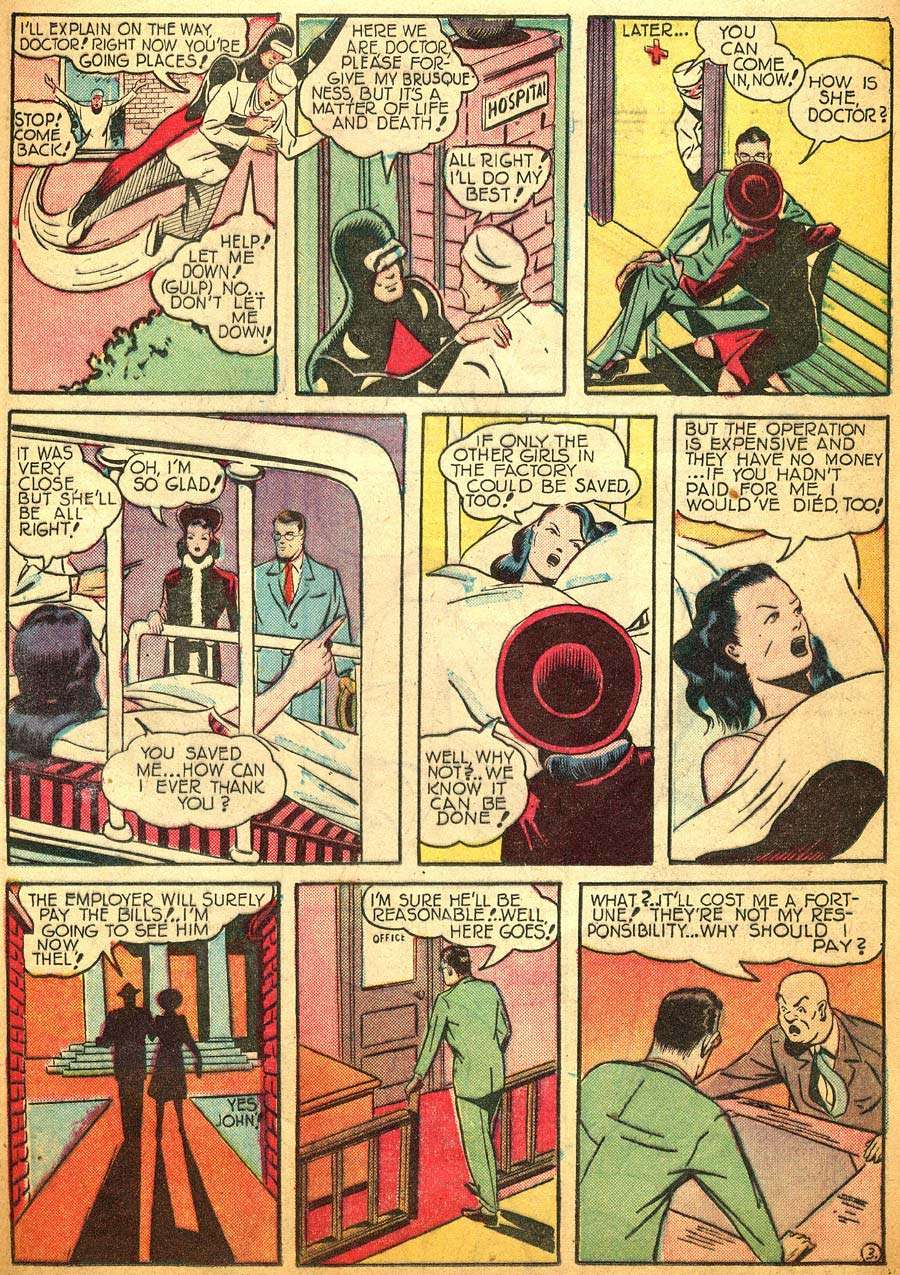 I'LL EXPLAIN ON THE WAY,
DOCTOR! RIGHT NOW YOU'RE
GOING PLACES!
STOP!
COME
BACK!
HELP!
LET ME
DOWN!
(GULP) NO...
DON'T LET
ME
DOWN!
HERE WE
ARE, DOCTOR,
PLEASE FOR-
GIVE MY BRUSQUE-
NESS, BUT IT'S A
MATTER OF LIFE
AND DEATH!
HOSPITAL
ALL RIGHT!
I'LL DO MY
BEST!
LATER...
YOU
CAN
COME
IN, NOW!
HOW IS
SHE,
DOCTOR?
IT WAS
VERY
CLOSE,
BUT SHE'LL
BE ALL
RIGHT!
OH, I'M
SO GLAD!
YOU SAVED
ME...HOW CAN
I EVER THANK
YOU?
IF ONLY THE
OTHER GIRLS IN
THE FACTORY
COULD BE SAVED,
TOO!
WELL, WHY
NOT?..WE
KNOW IT
CAN BE
DONE!
BUT THE OPERATION
IS EXPENSIVE AND
THEY HAVE NO MONEY
...IF YOU HADN'T
PAID FOR ME I
WOULD'VE DIED, TOO!
THE EMPLOYER WILL SURELY
PAY THE BILLS!..I'M
GOING TO SEE HIM
NOW,
THEL!
YES,
JOHN!
I'M SURE HE'LL BE
REASONABLE!..WELL,
HERE GOES!
OFFICE
WHAT?..IT'LL COST ME A FORT-
UNE! THEY'RE NOT MY RES-
PONSIBILITY...WHY SHOULD I
PAY?
3